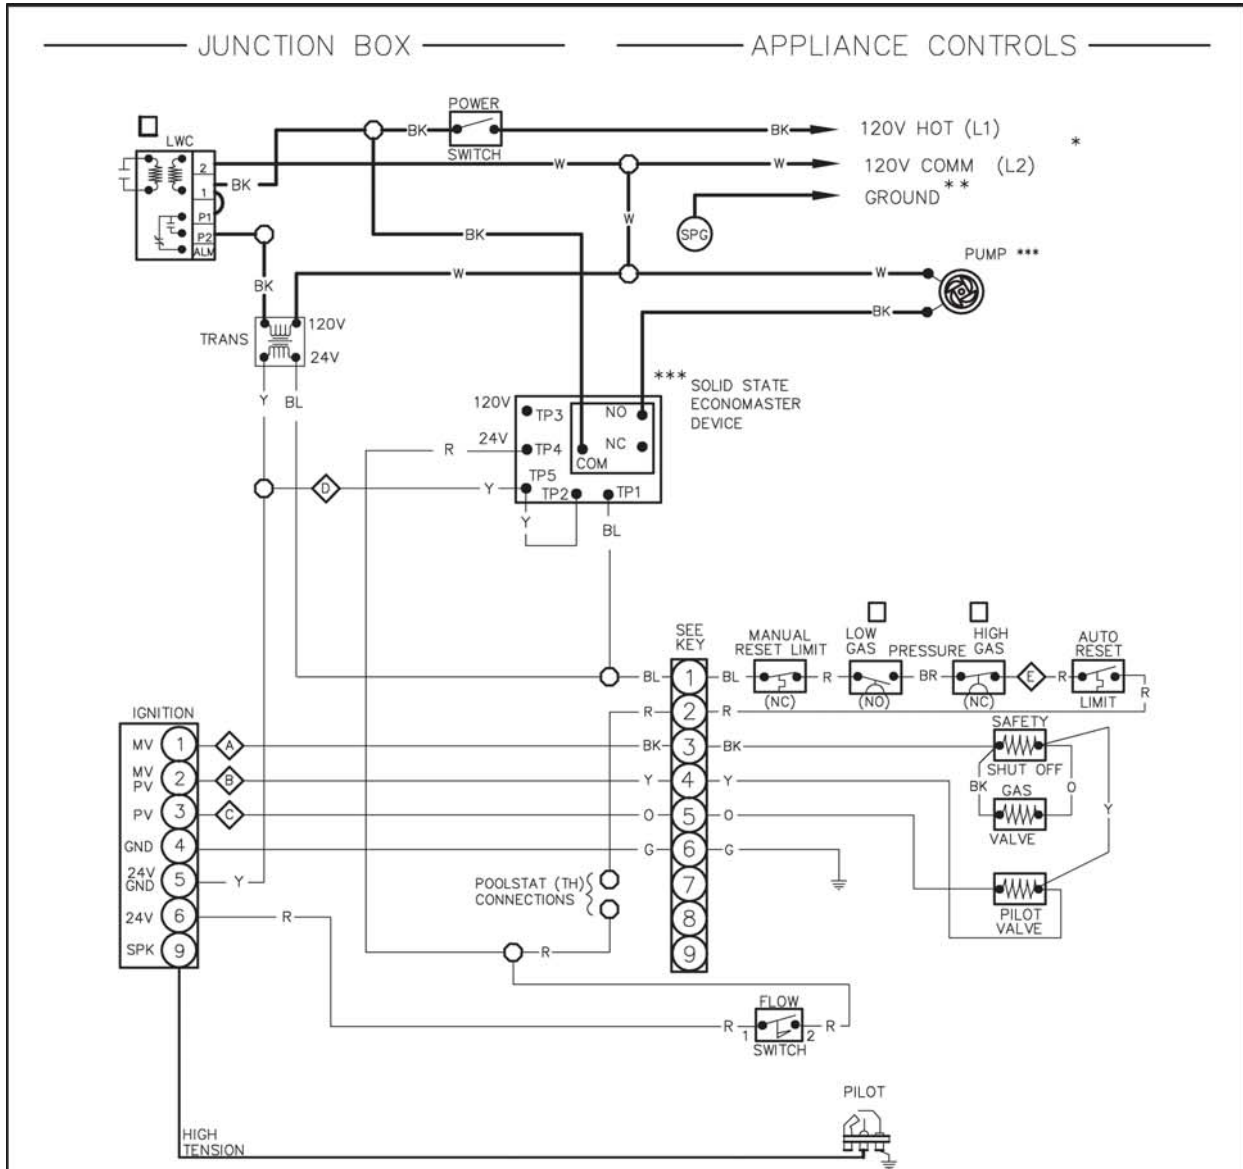 JUNCTION BOX APPLIANCE CONTROLS
POWER
BK BK 120V HOT (L1)
SWITCH
*
LWC
2
W W 120V COMM (L2)
BK
1
GROUND**
P1
W
SPG
P2
BK
ALM
PUMP ***
BK W W
BK
TRANS 120V
24V
Y BL
*** SOLID STATE
ECONOMASTER
DEVICE
120V TP3 NO
24V TP4 NC
R
COM
TP5
D Y TP2 TP1
Y BL
SEE
KEY
MANUAL
RESET LIMIT
LOW
GAS
PRESSURE
HIGH
GAS
AUTO
RESET
BL 1 BL R BR E R R
(NC) (NO) (NC) LIMIT
R 2 R
IGNITION
SAFETY
MV 1 A BK 3 BK
SHUT OFF
MV
PV 2 B Y 4 Y BK O Y
GAS
PV 3 C O 5 O
VALVE
GND 4 G 6 G
24V
GND 5 Y
POOLSTAT (TH)
CONNECTIONS
7
PILOT
VALVE
24V 6 R 8
SPK 9 R 9
FLOW
R 1 2 R
SWITCH
PILOT
HIGH
TENSION